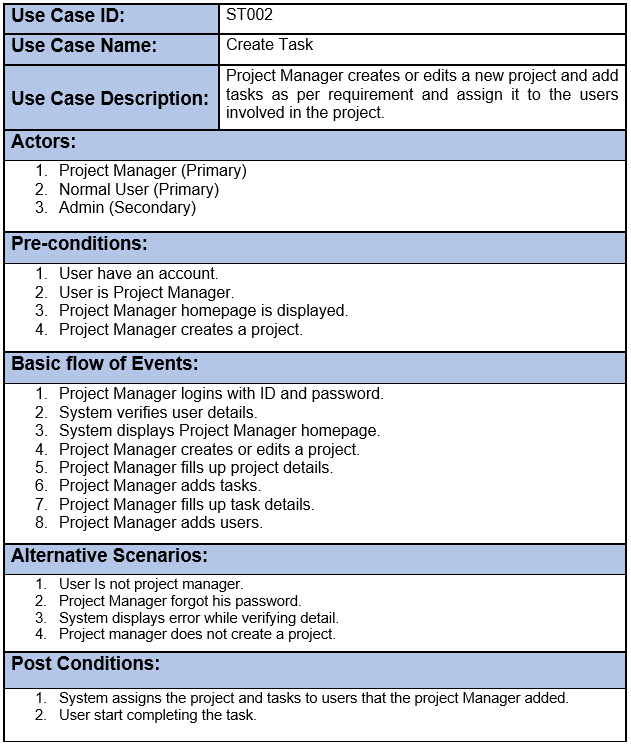 Use Case ID: ST002
Use Case Name: Create Task
Use Case Description: Project Manager creates or edits a new project and add
tasks as per requirement and assign it to the users
involved in the project.
Actors:
1. Project Manager (Primary)
2. Normal User (Primary)
3. Admin (Secondary)
Pre-conditions:
1. User have an account.
2. User is Project Manager.
3. Project Manager homepage is displayed.
4. Project Manager creates a project.
Basic flow of Events:
1. Project Manager logins with ID and password.
2. System verifies user details.
3. System displays Project Manager homepage.
4. Project Manager creates or edits a project.
5. Project Manager fills up project details.
6. Project Manager adds tasks.
7. Project Manager fills up task details.
8. Project Manager adds users.
Alternative Scenarios:
1. User Is not project manager.
2. Project Manager forgot his password.
3. System displays error while verifying detail.
4. Project manager does not create a project.
Post Conditions:
1. System assigns the project and tasks to users that the project Manager added.
2. User start completing the task.